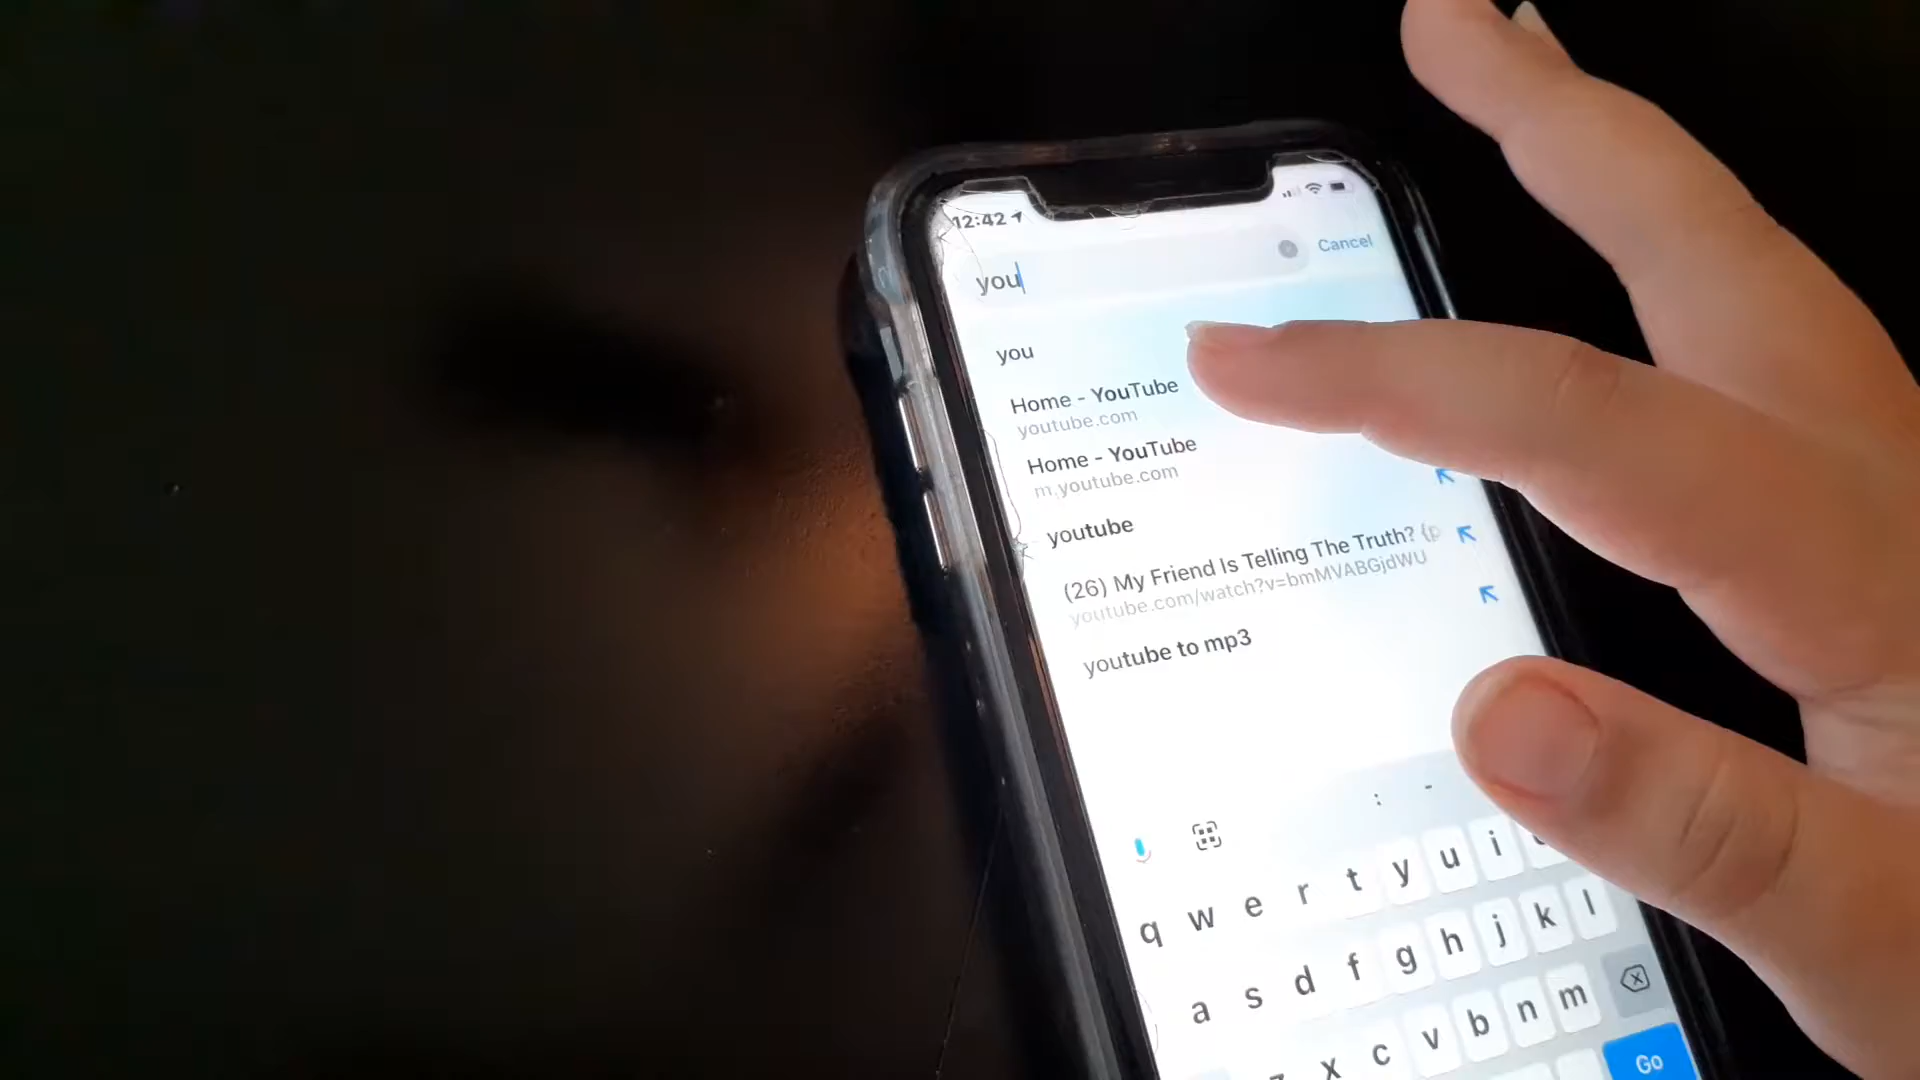 12:42
you
Cancel
you
Home - YouTube
youtube.com
Home - YouTube
m.youtube.com
youtube
(26) My Friend Is Telling The Truth? {p
youtube.com/watch?v=bmMVABGjdWU
youtube to mp3
: -
q w e r t y u i
a s d f g h j k l
x c v b n m
Go